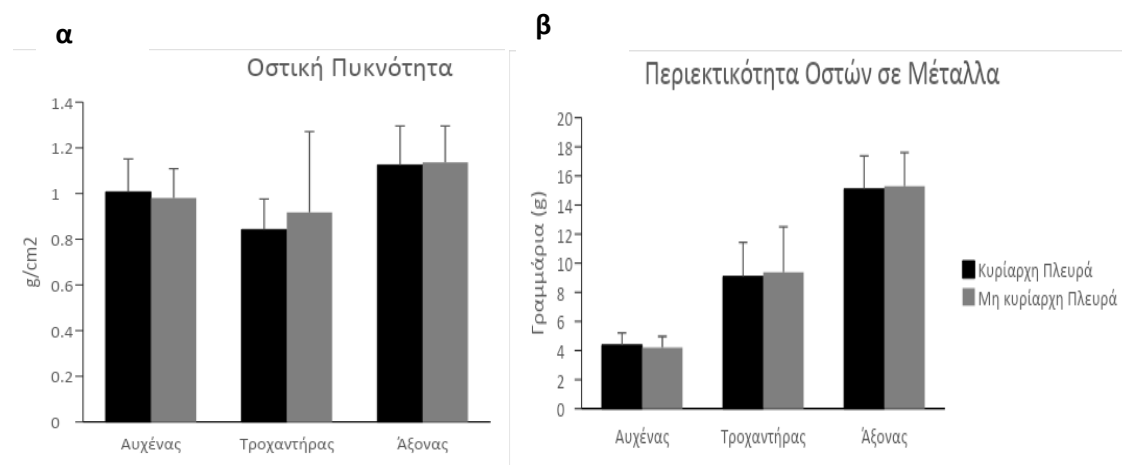 α
Οστική Πυκνότητα
g/cm2
1.4
1.2
1
0.8
0.6
0.4
0.2
0
Αυχένας Τροχαντήρας Άξονας
β
Περιεκτικότητα Οστών σε Μέταλλα
Γραμμάρια (g)
20
18
16
14
12
10
8
6
4
2
0
Αυχένας Τροχαντήρας Άξονας
Κυρίαρχη Πλευρά
Μη κυρίαρχη Πλευρά